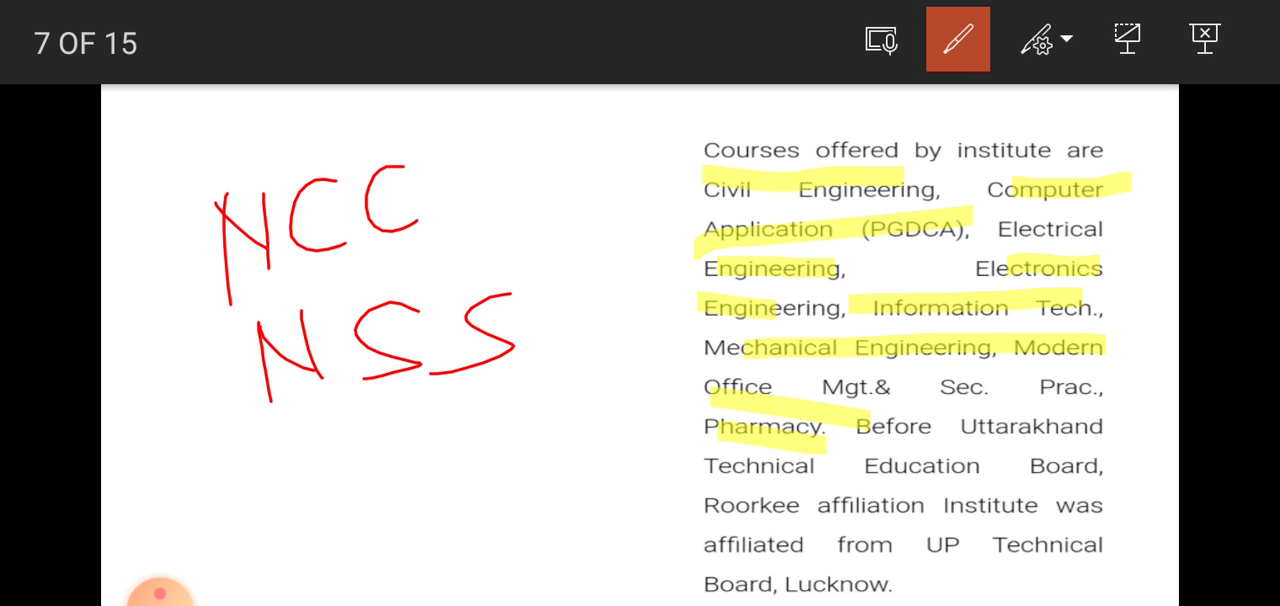 7 OF 15
NCC
NSS
Courses offered by institute are
Civil Engineering, Computer
Application (PGDCA), Electrical
Engineering, Electronics
Engineering, Information Tech.,
Mechanical Engineering, Modern
Office Mgt.& Sec. Prac.,
Pharmacy. Before Uttarakhand
Technical Education Board,
Roorkee affiliation Institute was
affiliated from UP Technical
Board, Lucknow.